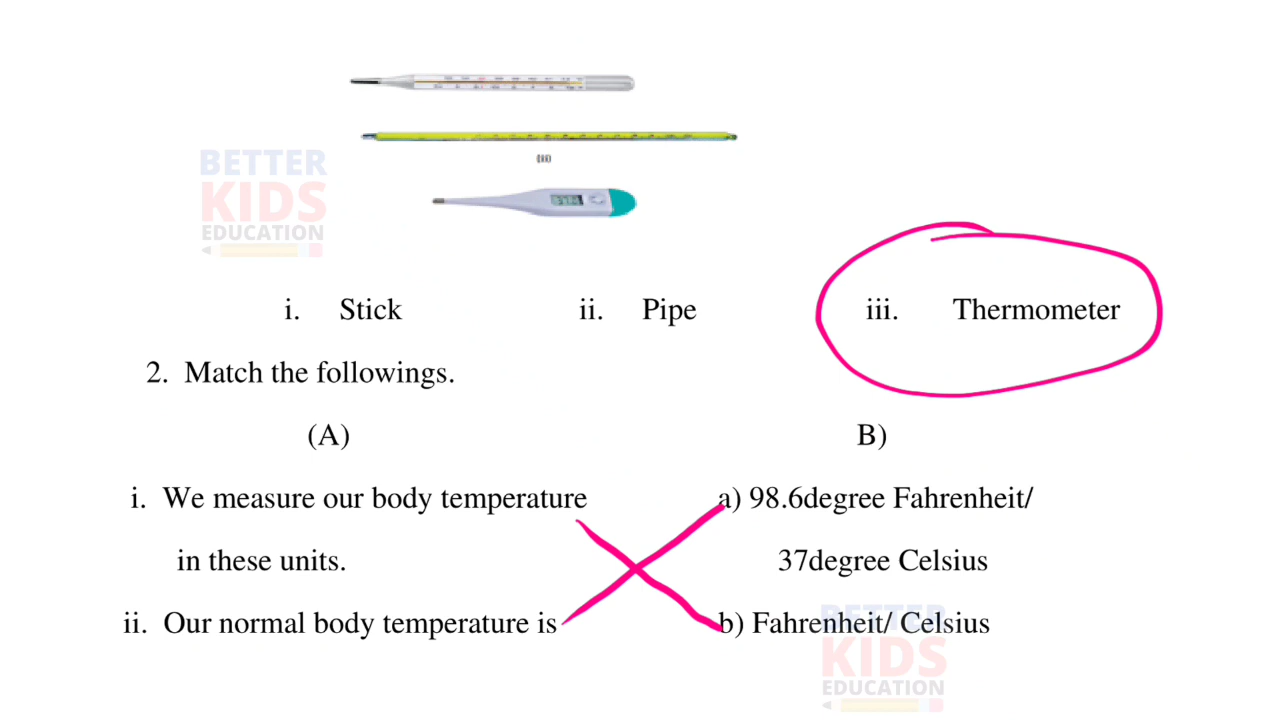 (ii)
BETTER
KIDS
EDUCATION
i. Stick ii. Pipe iii. Thermometer
2. Match the followings.
(A) B)
i. We measure our body temperature a) 98.6degree Fahrenheit/
in these units. 37degree Celsius
ii. Our normal body temperature is b) Fahrenheit/ Celsius
BETTER
KIDS
EDUCATION